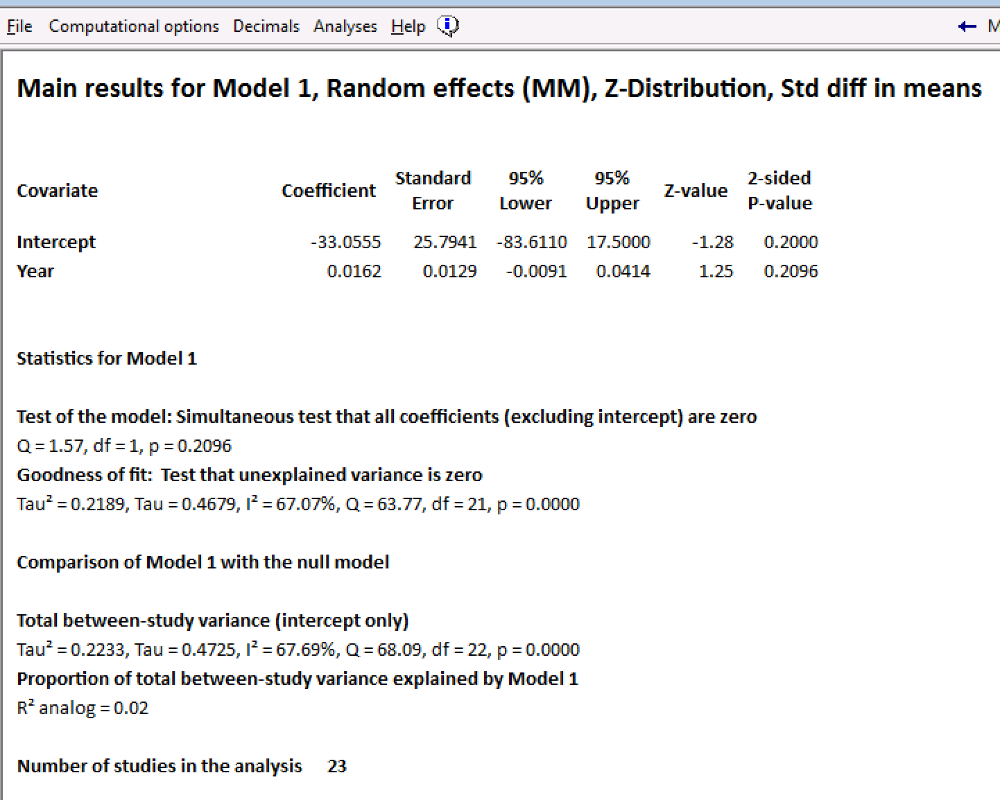 File Computational options Decimals Analyses Help i ← M
Main results for Model 1, Random effects (MM), Z-Distribution, Std diff in means
Covariate Coefficient Standard Error 95% Lower 95% Upper Z-value 2-sided P-value
Intercept -33.0555 25.7941 -83.6110 17.5000 -1.28 0.2000
Year 0.0162 0.0129 -0.0091 0.0414 1.25 0.2096
Statistics for Model 1
Test of the model: Simultaneous test that all coefficients (excluding intercept) are zero
Q = 1.57, df = 1, p = 0.2096
Goodness of fit:  Test that unexplained variance is zero
Tau² = 0.2189, Tau = 0.4679, I² = 67.07%, Q = 63.77, df = 21, p = 0.0000
Comparison of Model 1 with the null model
Total between-study variance (intercept only)
Tau² = 0.2233, Tau = 0.4725, I² = 67.69%, Q = 68.09, df = 22, p = 0.0000
Proportion of total between-study variance explained by Model 1
R² analog = 0.02
Number of studies in the analysis 23